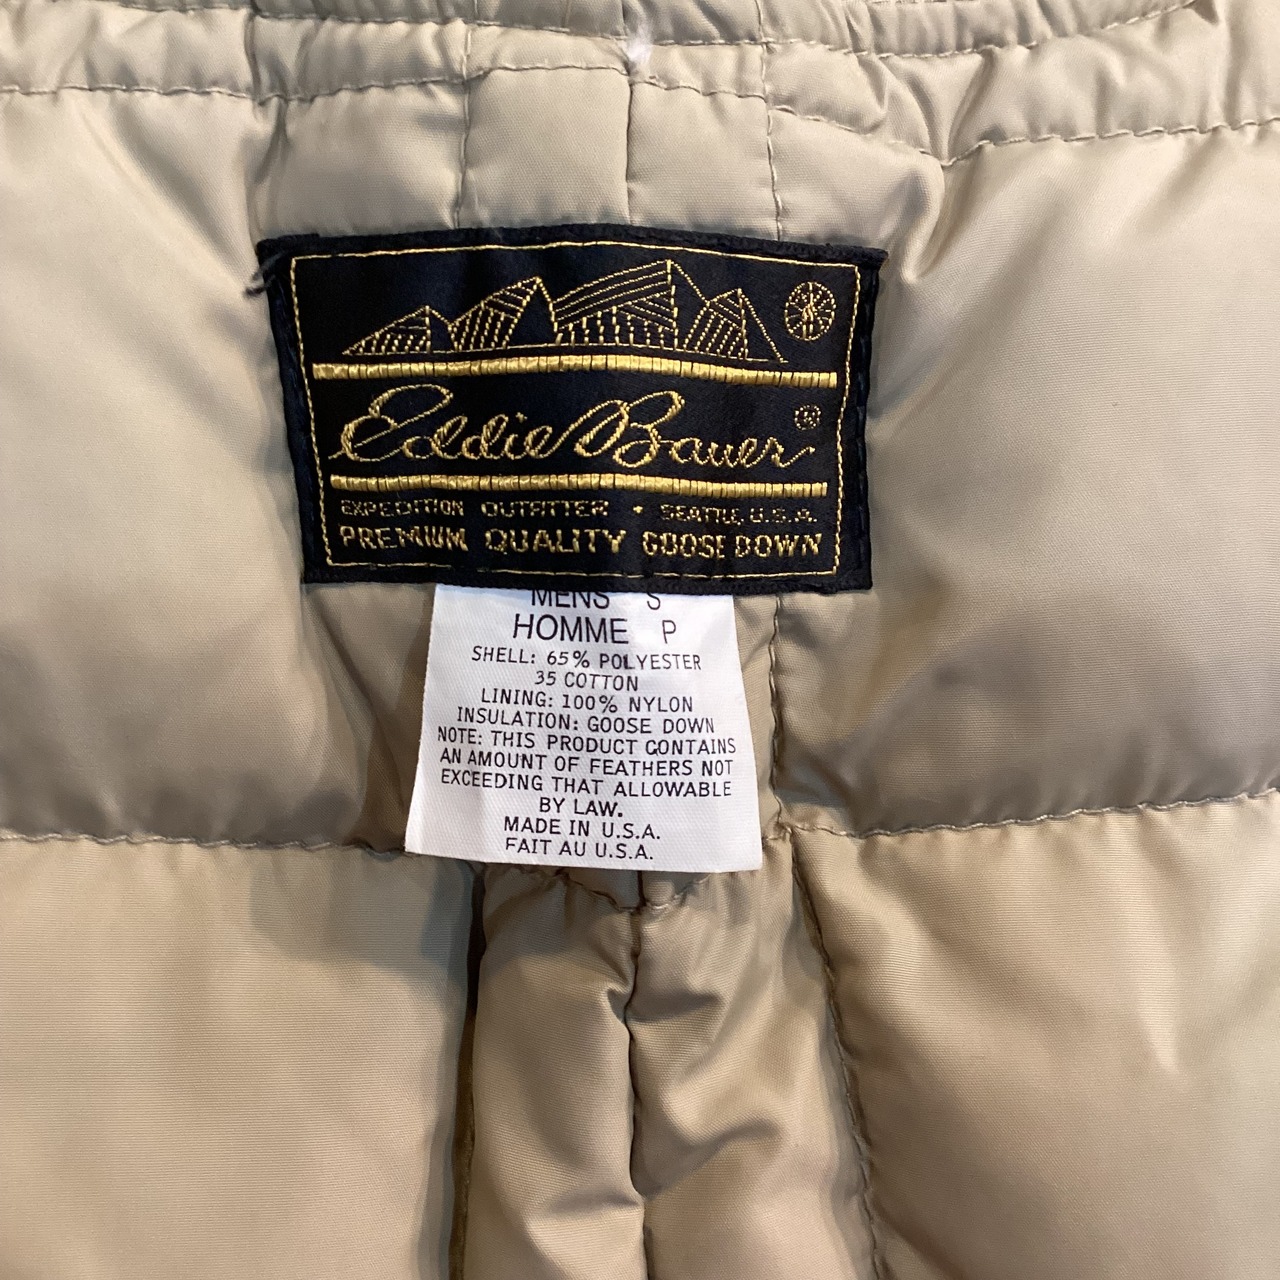 Eddie Bauer ®
EXPEDITION OUTFITTER • SEATTLE, U.S.A.
PREMIUM QUALITY GOOSE DOWN
MENS S
HOMME P
SHELL: 65% POLYESTER
35 COTTON
LINING: 100% NYLON
INSULATION: GOOSE DOWN
NOTE: THIS PRODUCT CONTAINS
AN AMOUNT OF FEATHERS NOT
EXCEEDING THAT ALLOWABLE
BY LAW.
MADE IN U.S.A.
FAIT AU U.S.A.